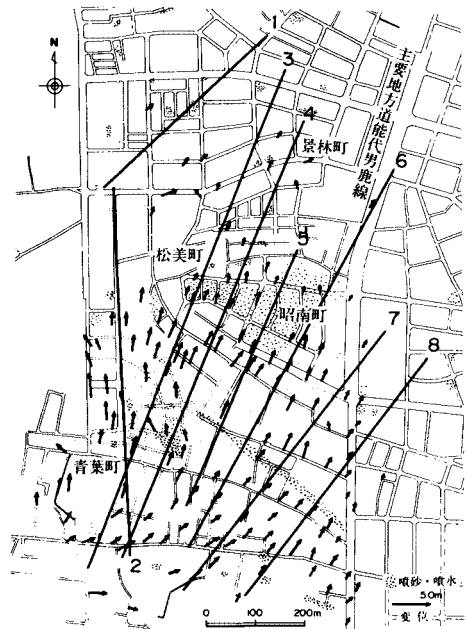 1
3
N
4
主要地方道能代男鹿線
景林町
6
松美町
5
昭南町
7
8
青葉町
2
噴砂・噴水
5.0m
変位
0 100 200m